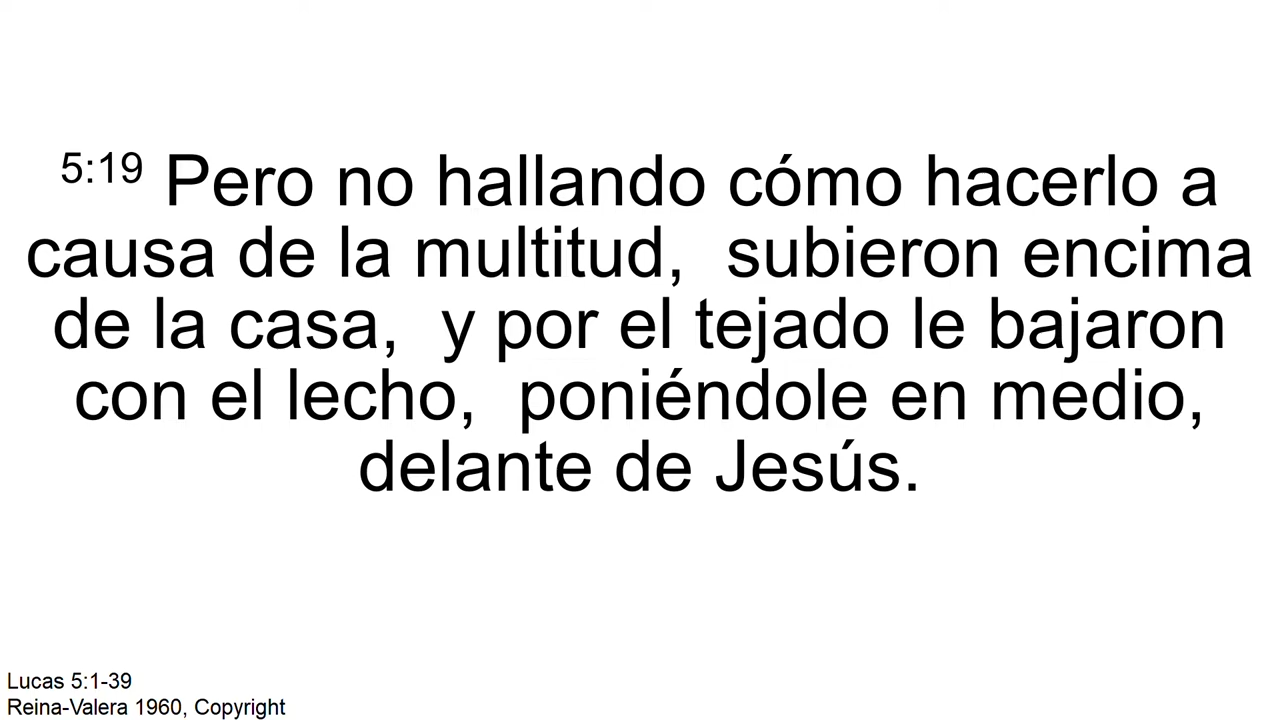 5:19 Pero no hallando cómo hacerlo a
causa de la multitud,  subieron encima
de la casa,  y por el tejado le bajaron
con el lecho,  poniéndole en medio,
delante de Jesús.
Lucas 5:1-39
Reina-Valera 1960, Copyright